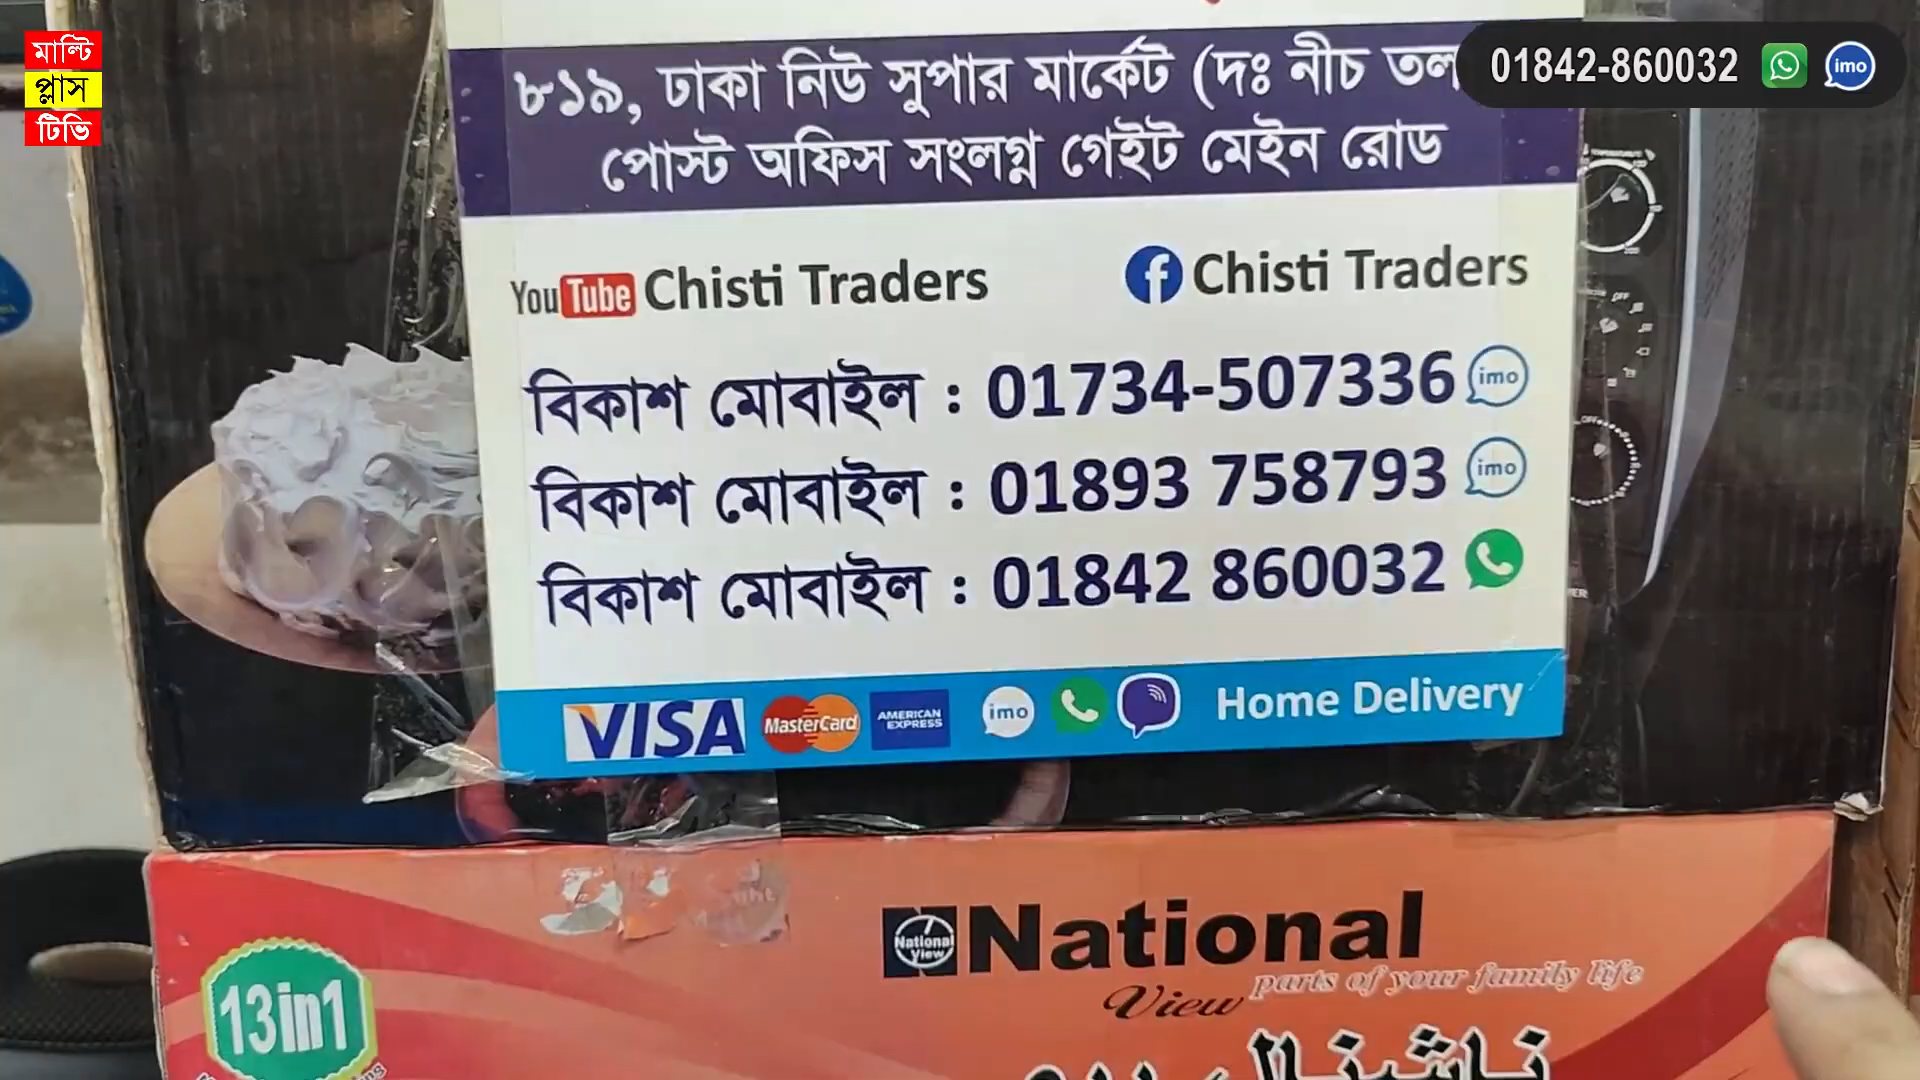 মাল্টি
প্লাস
টিভি
01842-860032
imo
৮১৯, ঢাকা নিউ সুপার মার্কেট (দঃ নীচ তল
পোস্ট অফিস সংলগ্ন গেইট মেইন রোড
YouTube Chisti Traders
Chisti Traders
বিকাশ মোবাইল : 01734-507336 imo
বিকাশ মোবাইল : 01893 758793 imo
বিকাশ মোবাইল : 01842 860032
VISA MasterCard AMERICAN EXPRESS imo Home Delivery
National View
National
parts of your family life
View
13in1